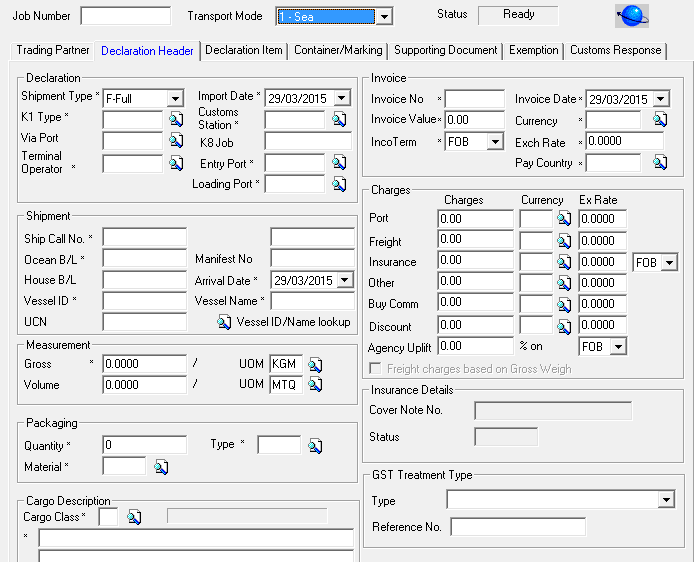 Job Number Transport Mode 1 - Sea Status Ready
Trading Partner Declaration Header Declaration Item Container/Marking Supporting Document Exemption Customs Response
Declaration
Shipment Type * F-Full Import Date * 29/03/2015
K1 Type * Customs Station *
Via Port K8 Job
Terminal Operator * Entry Port *
Loading Port *
Shipment
Ship Call No. *
Ocean B/L * Manifest No
House B/L Arrival Date * 29/03/2015
Vessel ID * Vessel Name *
UCN Vessel ID/Name lookup
Measurement
Gross * 0.0000 / UOM KGM
Volume 0.0000 / UOM MTQ
Packaging
Quantity * 0 Type *
Material *
Cargo Description
Cargo Class *
*
Invoice
Invoice No * Invoice Date * 29/03/2015
Invoice Value * 0.00 Currency *
IncoTerm * FOB Exch Rate * 0.0000
Pay Country *
Charges
Charges Currency Ex Rate
Port 0.00 0.0000
Freight 0.00 0.0000
Insurance 0.00 0.0000 FOB
Other 0.00 0.0000
Buy Comm 0.00 0.0000
Discount 0.00 0.0000
Agency Uplift 0.00 % on FOB
Freight charges based on Gross Weigh
Insurance Details
Cover Note No.
Status
GST Treatment Type
Type
Reference No.